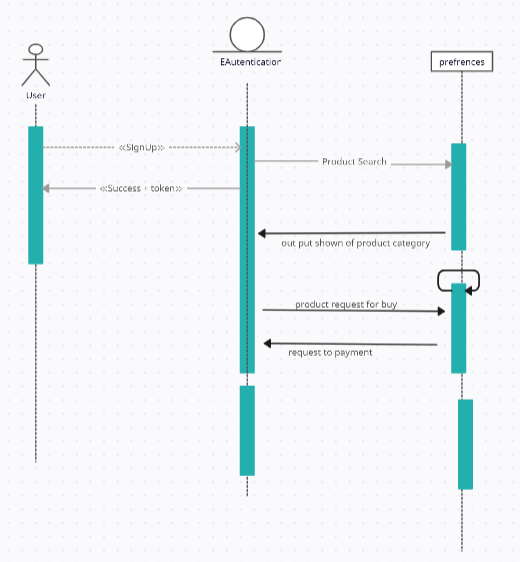 EAutentication
prefrences
User
«SignUp»
Product Search
«Success + token»
out put shown of product category
product request for buy
request to payment